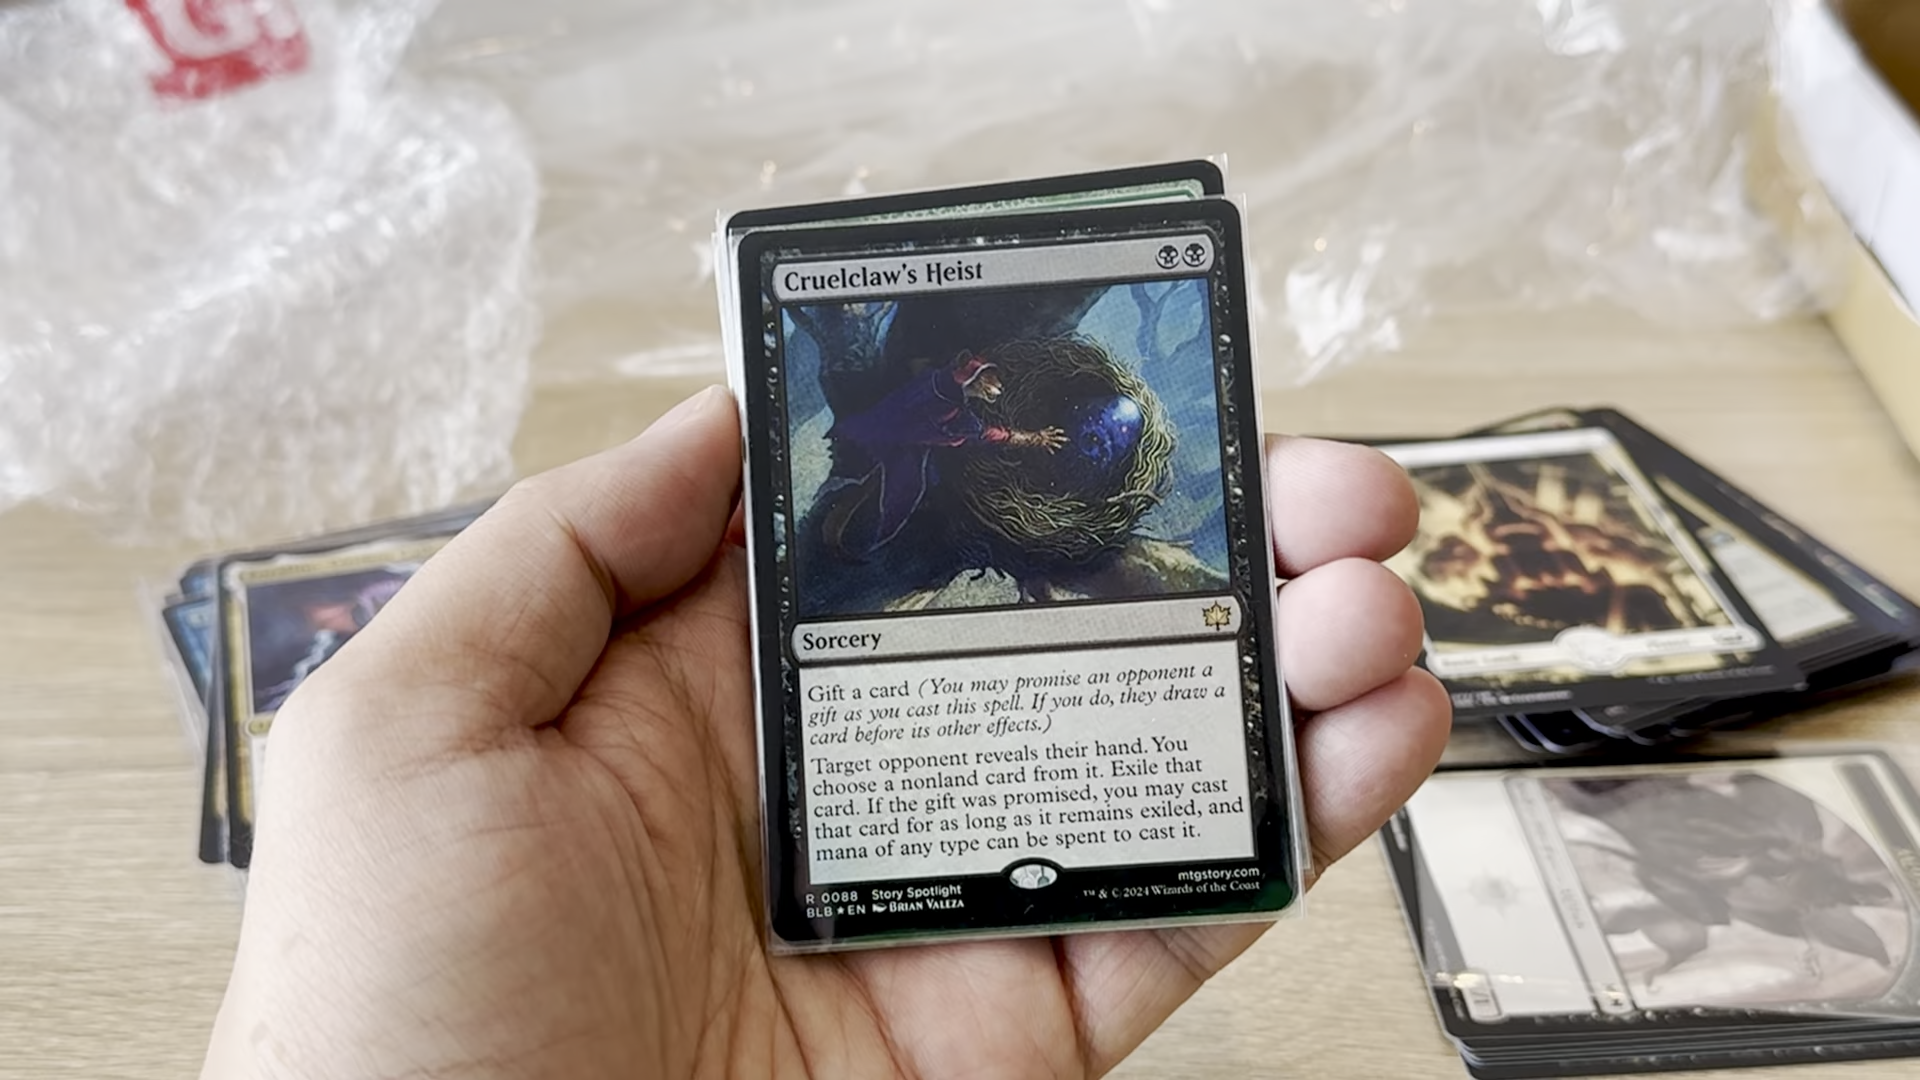 Cruelclaw's Heist
Sorcery
Gift a card (You may promise an opponent a
gift as you cast this spell. If you do, they draw a
card before its other effects.)
Target opponent reveals their hand. You
choose a nonland card from it. Exile that
card. If the gift was promised, you may cast
that card for as long as it remains exiled, and
mana of any type can be spent to cast it.
R 0088 Story Spotlight
mtgstory.com
BLB ★ EN BRIAN VALEZA
™ & © 2024 Wizards of the Coast